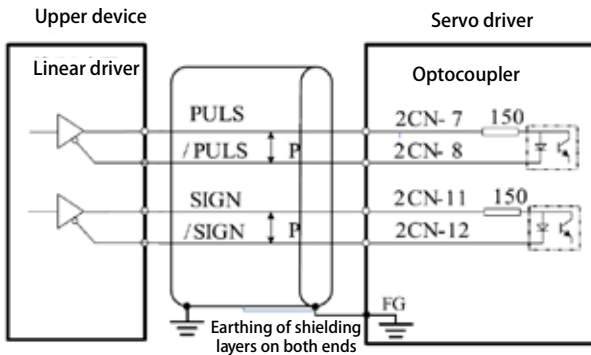 Upper device
Servo driver
Linear driver
Optocoupler
PULS
2CN- 7
150
/PULS
P
2CN- 8
SIGN
2CN-11
150
/SIGN
P
2CN-12
FG
Earthing of shielding
layers on both ends